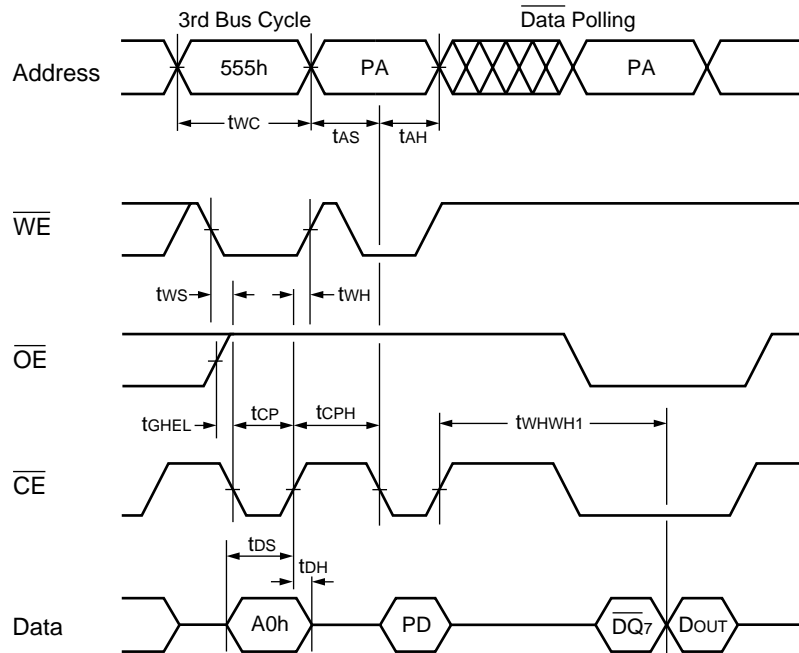 3rd Bus Cycle
Data Polling
Address
555h
PA
PA
tWC
tAS
tAH
WE
tWS
tWH
OE
tGHEL
tCP
tCPH
tWHWH1
CE
tDS
tDH
Data
A0h
PD
DQ7
DOUT